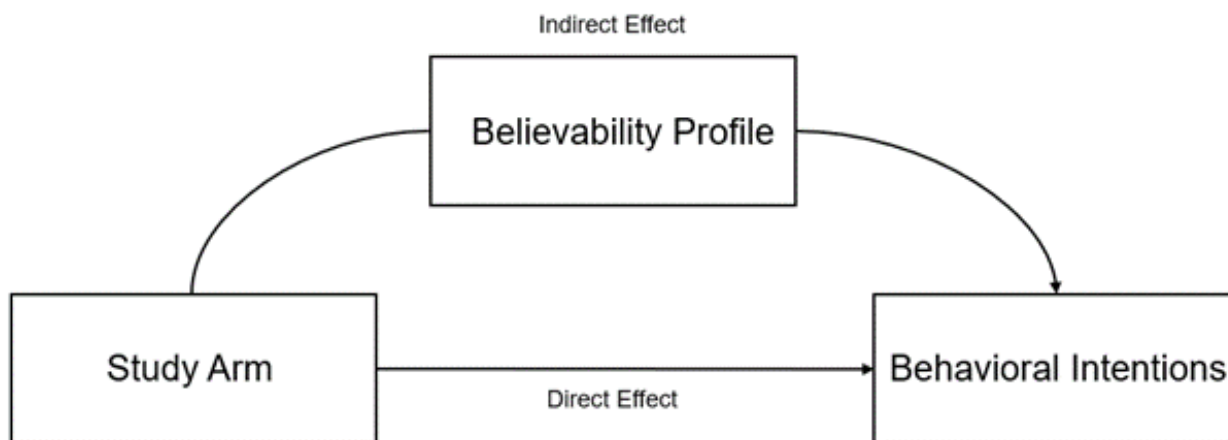 Indirect Effect
Believability Profile
Study Arm
Behavioral Intentions
Direct Effect